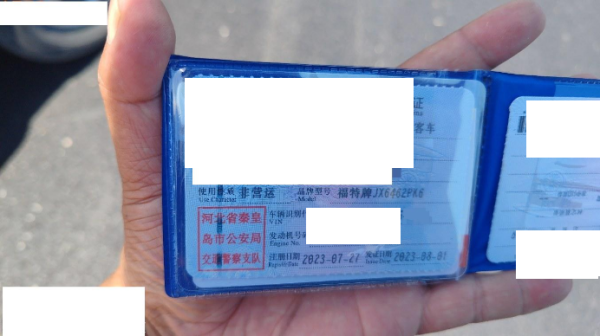 证
客车
使用性质 非营运 品牌型号 福特牌JX6462PK6
Use Character Model
河北省秦皇
岛市公安局
交通警察支队
车辆识别代
VIN
发动机号码
Engine No.
注册日期 2023-07-27 发证日期 2023-08-01
Register Date Issue Date